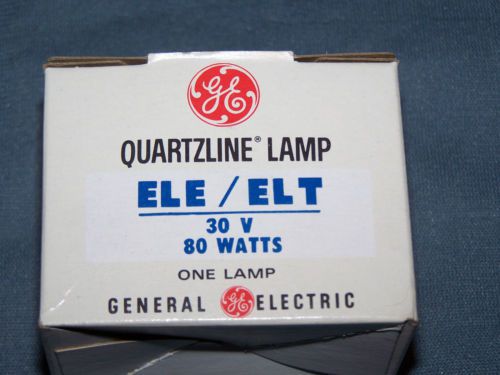 GE
QUARTZLINE® LAMP
ELE / ELT
30 V
80 WATTS
ONE LAMP
GENERAL GE ELECTRIC